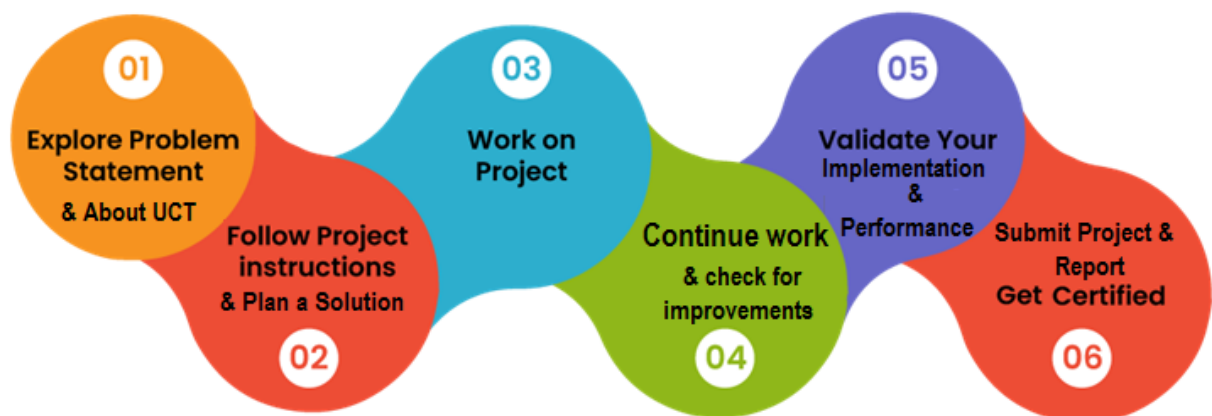 01
Explore Problem
Statement
& About UCT
Follow Project
instructions
& Plan a Solution
02
03
Work on
Project
Continue work
& check for
improvements
04
05
Validate Your
Implementation
&
Performance
Submit Project &
Report
Get Certified
06